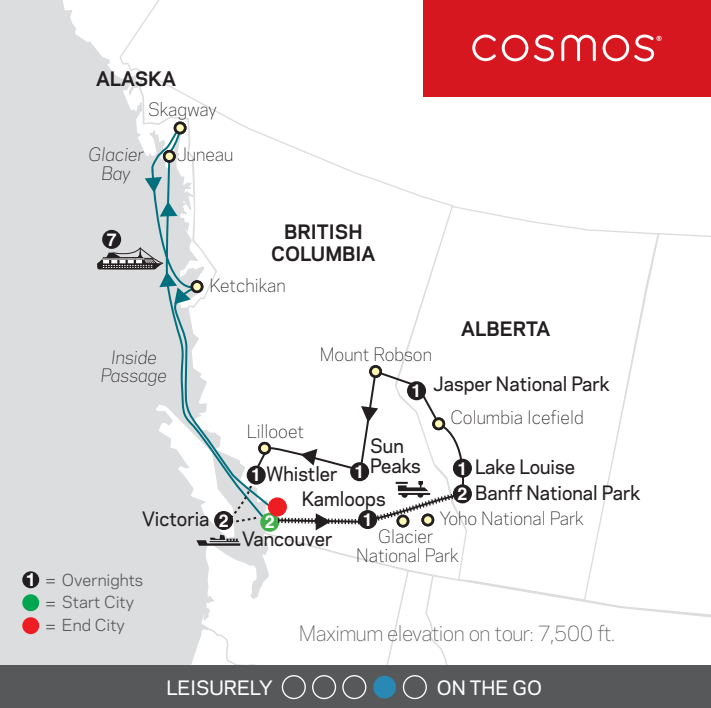 COSMOS®
ALASKA
Skagway
Glacier
Bay
Juneau
7
BRITISH
COLUMBIA
Ketchikan
ALBERTA
Inside
Passage
Mount Robson
1 Jasper National Park
Columbia Icefield
Lillooet
Sun
1 Peaks
1 Whistler
1 Lake Louise
Kamloops
2 Banff National Park
Victoria 2
2
1
Yoho National Park
Vancouver
Glacier
National Park
1 = Overnights
= Start City
= End City
Maximum elevation on tour: 7,500 ft.
LEISURELY ON THE GO